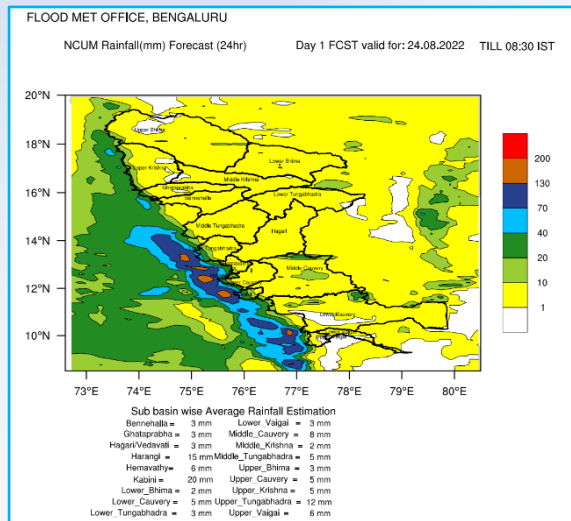 FLOOD MET OFFICE, BENGALURU
NCUM Rainfall(mm) Forecast (24hr) Day 1 FCST valid for: 24.08.2022 TILL 08:30 IST
20°N
18°N
16°N
14°N
12°N
10°N
Upper Bhima
Lower Bhima
Upper Krishna
Middle Krishna
Ghataprabha
Lower Tungabhadra
Bennehalla
Middle Tungabhadra
Hagari
Tungabhadra
Middle Cauvery
Lower Cauvery
200
130
70
40
20
10
1
73°E 74°E 75°E 76°E 77°E 78°E 79°E 80°E
Sub basin wise Average Rainfall Estimation
Bennehalla = 3 mm Lower_Vaigai = 3 mm
Ghataprabha = 3 mm Middle_Cauvery = 8 mm
Hagari/Vedavati = 3 mm Middle_Krishna = 2 mm
Harangi = 15 mm Middle_Tungabhadra = 5 mm
Hemavathy= 6 mm Upper_Bhima = 3 mm
Kabini = 20 mm Upper_Cauvery = 5 mm
Lower_Bhima = 2 mm Upper_Krishna = 5 mm
Lower_Cauvery = 5 mm Upper_Tungabhadra = 12 mm
Lower_Tungabhadra = 3 mm Upper_Vaigai = 6 mm